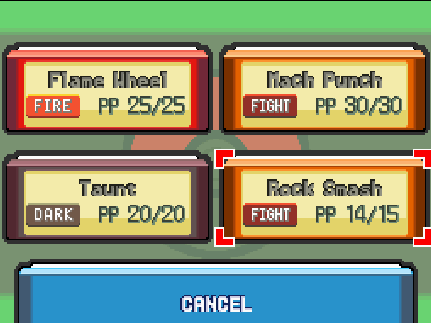 Flame Wheel
FIRE PP 25/25
Mach Punch
FIGHT PP 30/30
Taunt
DARK PP 20/20
Rock Smash
FIGHT PP 14/15
CANCEL